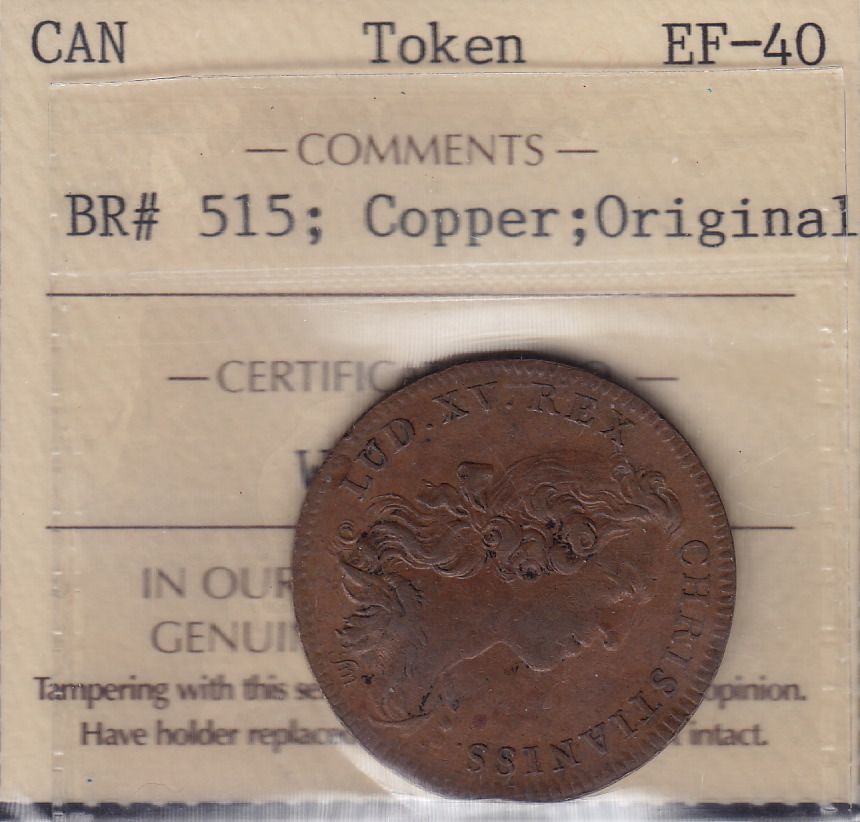 CAN Token EF-40
— COMMENTS —
BR# 515; Copper;Original
— CERTIFIC
IN OUR
GENUI
Tampering with this se opinion.
Have holder replaced intact.
LUD. XV. REX
CHRISTIANISS